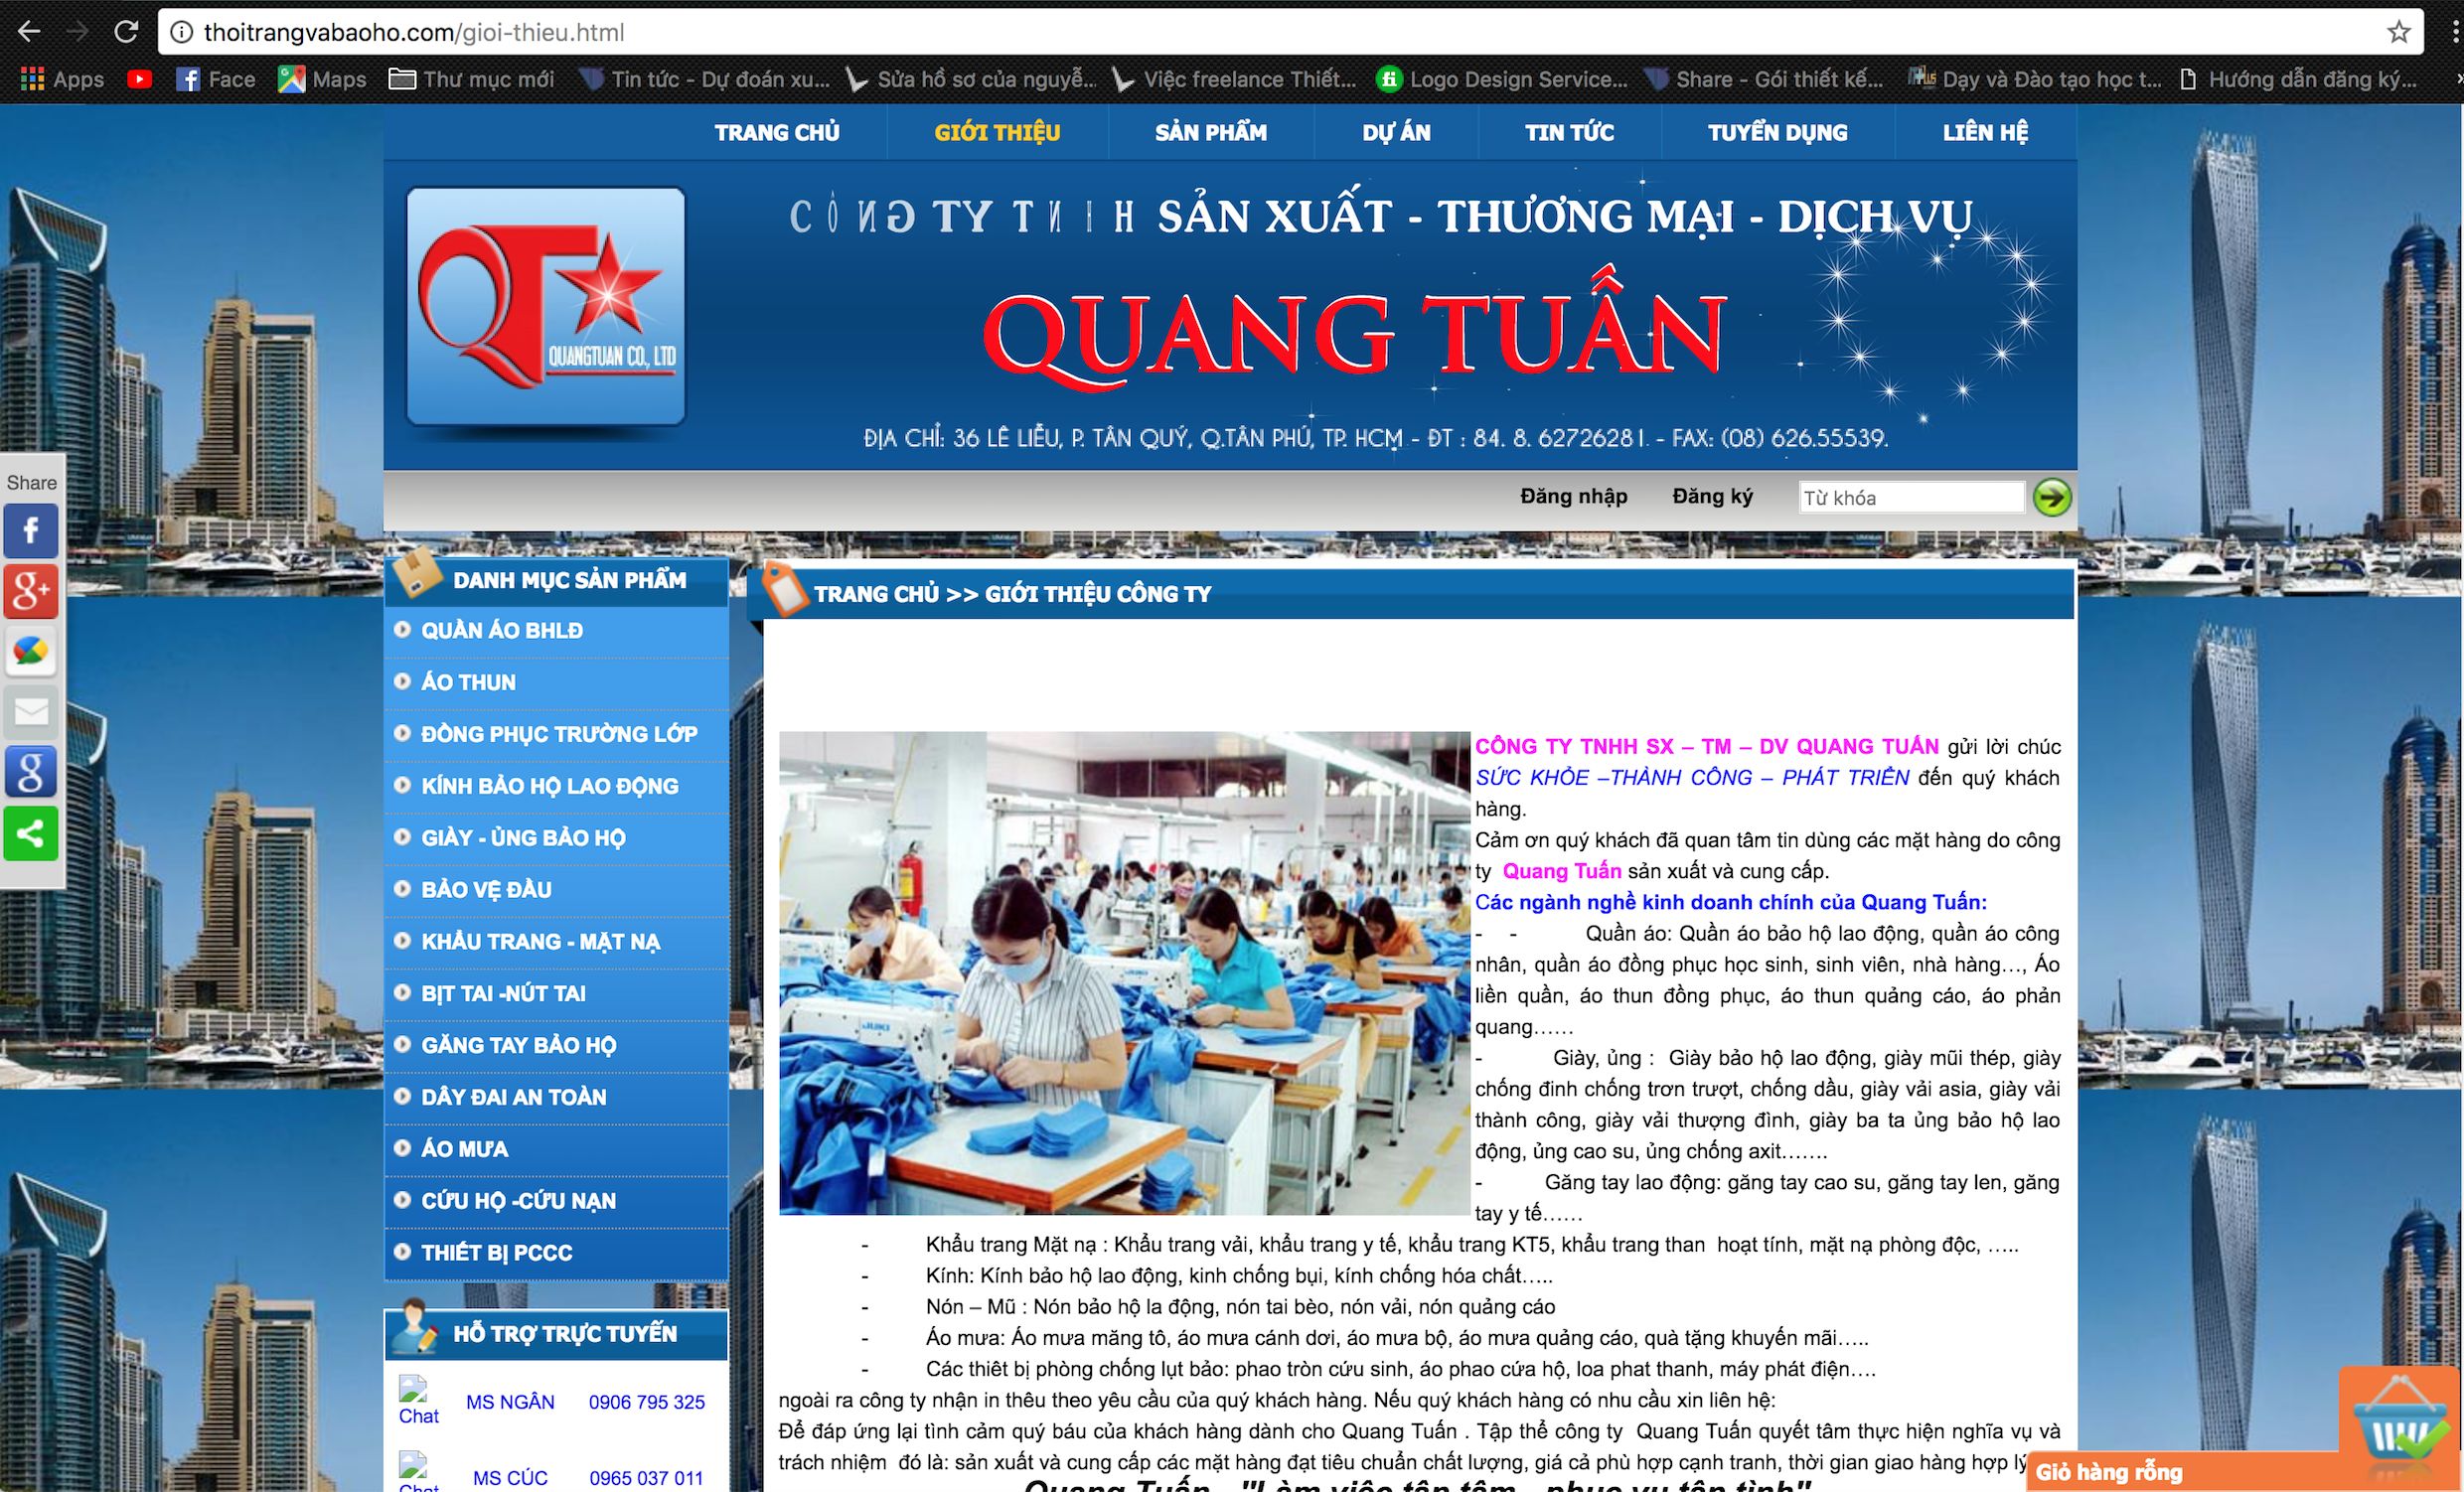 thoitrangvabaoho.com/gioi-thieu.html
Apps Face Maps Thư mục mới Tin tức - Dự đoán xu... Sửa hồ sơ của nguyễ... Việc freelance Thiết... Logo Design Service... Share - Gói thiết kế... Dạy và Đào tạo học t... Hướng dẫn đăng ký...
TRANG CHỦ GIỚI THIỆU SẢN PHẨM DỰ ÁN TIN TỨC TUYỂN DỤNG LIÊN HỆ
CÔNG TY TNHH SẢN XUẤT - THƯƠNG MẠI - DỊCH VỤ
QUANG TUẤN
QT
QUANGTUAN CO., LTD
ĐỊA CHỈ: 36 LÊ LIỄU, P. TÂN QUÝ, Q.TÂN PHÚ, TP. HCM - ĐT : 84. 8. 62726281. - FAX: (08) 626.55539.
Đăng nhập Đăng ký Từ khóa
Share
DANH MỤC SẢN PHẨM
QUẦN ÁO BHLĐ
ÁO THUN
ĐỒNG PHỤC TRƯỜNG LỚP
KÍNH BẢO HỘ LAO ĐỘNG
GIÀY - ỦNG BẢO HỘ
BẢO VỆ ĐẦU
KHẨU TRANG - MẶT NẠ
BỊT TAI -NÚT TAI
GĂNG TAY BẢO HỘ
DÂY ĐAI AN TOÀN
ÁO MƯA
CỨU HỘ -CỨU NẠN
THIẾT BỊ PCCC
HỖ TRỢ TRỰC TUYẾN
Chat MS NGÂN 0906 795 325
Chat MS CÚC 0965 037 011
TRANG CHỦ >> GIỚI THIỆU CÔNG TY
JUKI
CÔNG TY TNHH SX – TM – DV QUANG TUẤN gửi lời chúc
SỨC KHỎE –THÀNH CÔNG – PHÁT TRIỂN đến quý khách
hàng.
Cảm ơn quý khách đã quan tâm tin dùng các mặt hàng do công
ty Quang Tuấn sản xuất và cung cấp.
Các ngành nghề kinh doanh chính của Quang Tuấn:
- - Quần áo: Quần áo bảo hộ lao động, quần áo công
nhân, quần áo đồng phục học sinh, sinh viên, nhà hàng…, Áo
liền quần, áo thun đồng phục, áo thun quảng cáo, áo phản
quang……
- Giày, ủng : Giày bảo hộ lao động, giày mũi thép, giày
chống đinh chống trơn trượt, chống dầu, giày vải asia, giày vải
thành công, giày vải thượng đình, giày ba ta ủng bảo hộ lao
động, ủng cao su, ủng chống axit…….
- Găng tay lao động: găng tay cao su, găng tay len, găng
tay y tế……
- Khẩu trang Mặt nạ : Khẩu trang vải, khẩu trang y tế, khẩu trang KT5, khẩu trang than hoạt tính, mặt nạ phòng độc, …..
- Kính: Kính bảo hộ lao động, kinh chống bụi, kính chống hóa chất…..
- Nón – Mũ : Nón bảo hộ la động, nón tai bèo, nón vải, nón quảng cáo
- Áo mưa: Áo mưa măng tô, áo mưa cánh dơi, áo mưa bộ, áo mưa quảng cáo, quà tặng khuyến mãi…..
- Các thiêt bị phòng chống lụt bảo: phao tròn cứu sinh, áo phao cứa hộ, loa phat thanh, máy phát điện….
ngoài ra công ty nhận in thêu theo yêu cầu của quý khách hàng. Nếu quý khách hàng có nhu cầu xin liên hệ:
Để đáp ứng lại tình cảm quý báu của khách hàng dành cho Quang Tuấn . Tập thể công ty Quang Tuấn quyết tâm thực hiện nghĩa vụ và
trách nhiệm đó là: sản xuất và cung cấp các mặt hàng đạt tiêu chuẩn chất lượng, giá cả phù hợp cạnh tranh, thời gian giao hàng hợp lý
Quang Tuấn - "Làm việc tận tâm - phục vụ tận tình"
Giỏ hàng rỗng